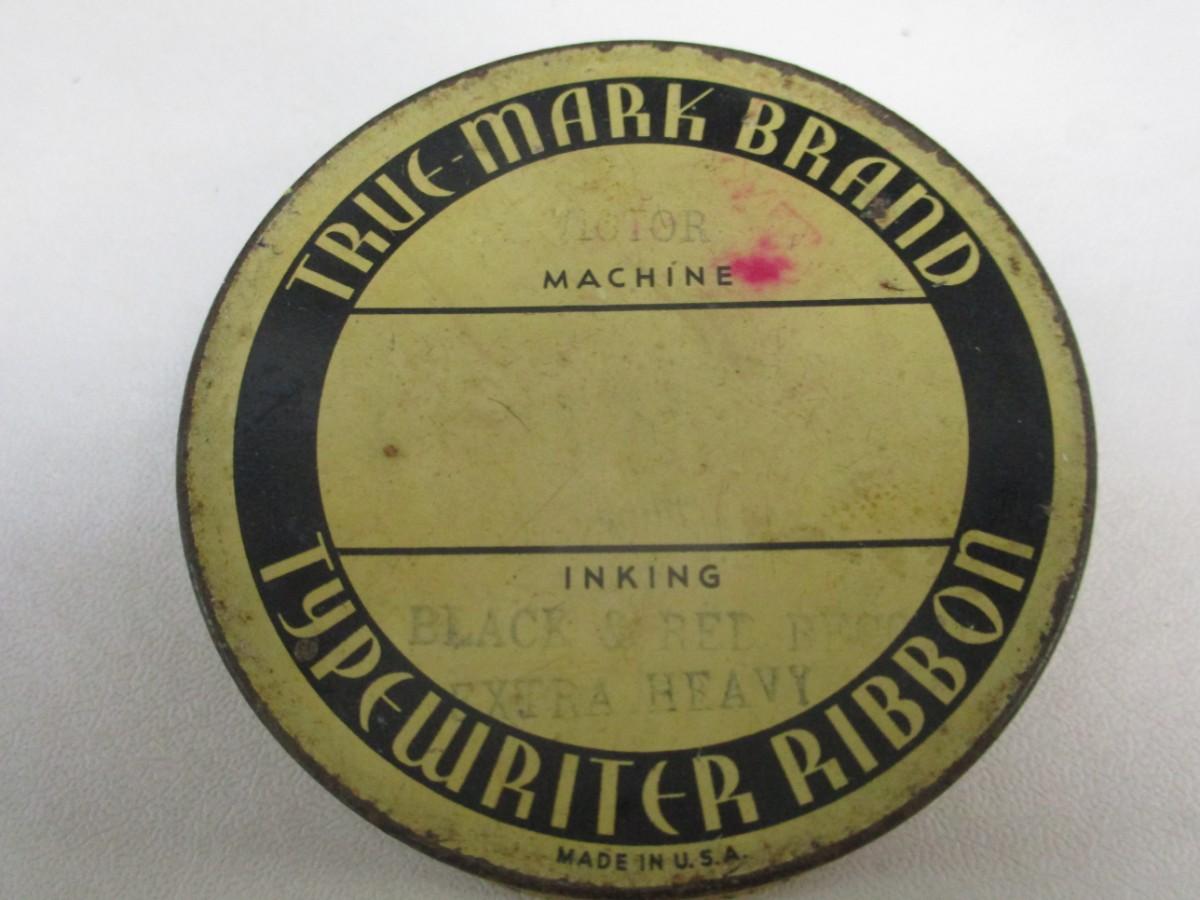 TRUE-MARK BRAND
VICTOR
MACHINE
INKING
BLACK & RED
EXTRA HEAVY
TYPEWRITER RIBBON
MADE IN U.S.A.